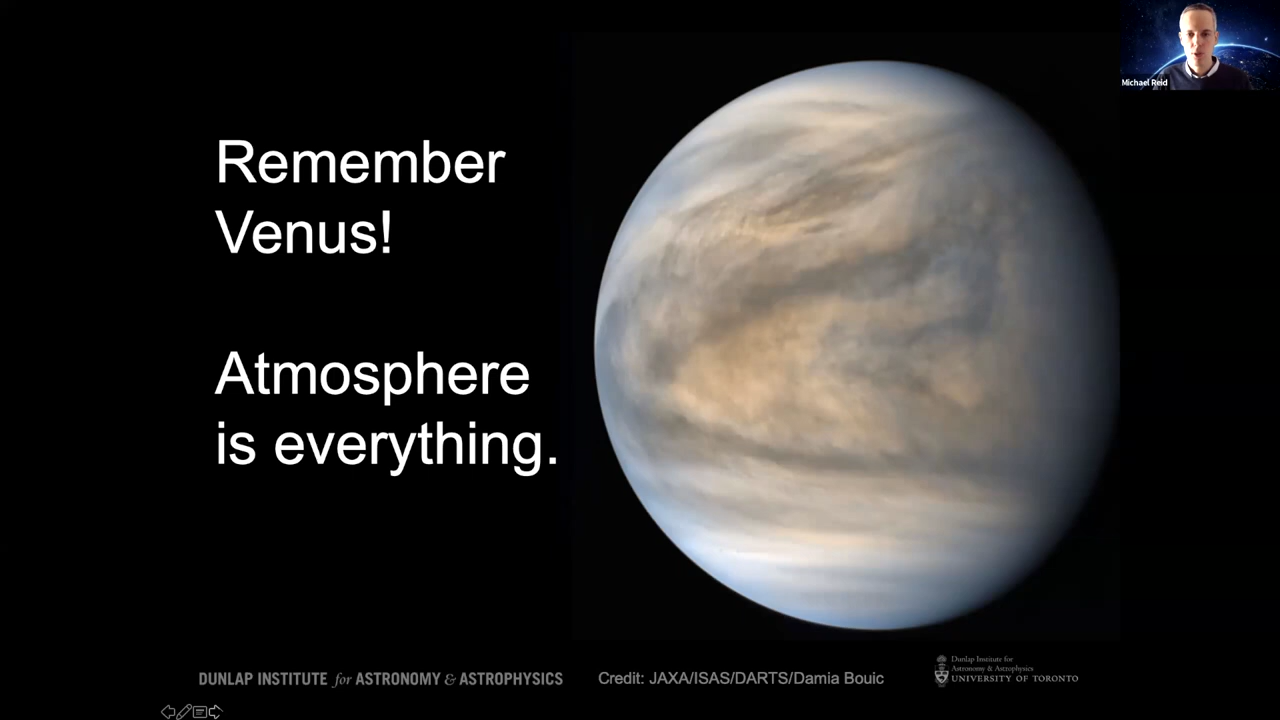 Michael Reid
Remember
Venus!
Atmosphere
is everything.
DUNLAP INSTITUTE for ASTRONOMY & ASTROPHYSICS
Credit: JAXA/ISAS/DARTS/Damia Bouic
Dunlap Institute for
Astronomy & Astrophysics
UNIVERSITY OF TORONTO